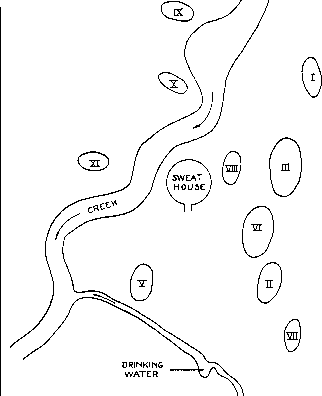 IX
X
I
XI
SWEAT
HOUSE
VIII
III
CREEK
VI
V
II
VII
DRINKING
WATER